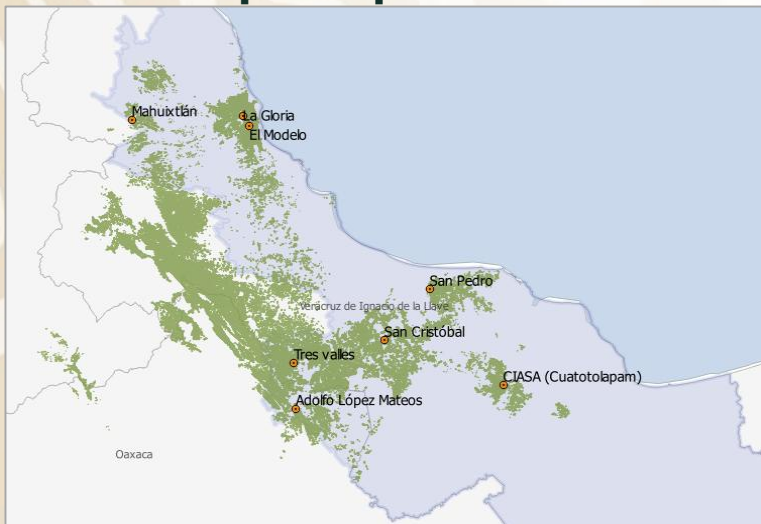 Mahuixtlán
La Gloria
El Modelo
San Pedro
Veracruz de Ignacio de la Llave
San Cristóbal
Tres valles
CIASA (Cuatotolapam)
Adolfo López Mateos
Oaxaca